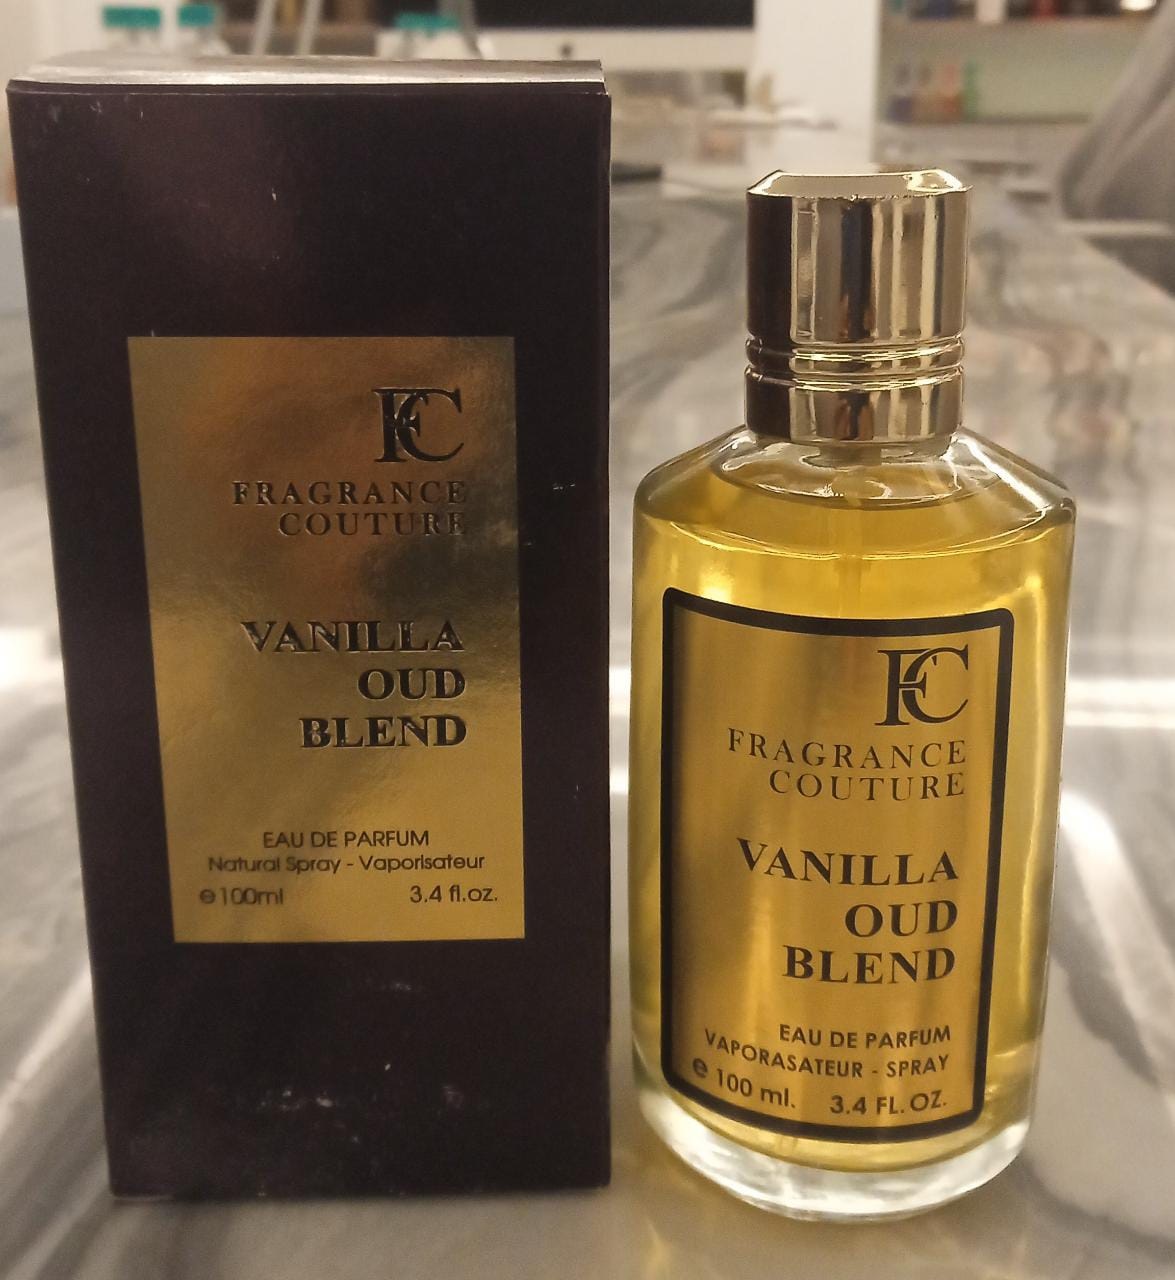 FC
FRAGRANCE
COUTURE
VANILLA
OUD
BLEND
EAU DE PARFUM
Natural Spray - Vaporisateur
℮100ml 3.4 fl.oz.
FC
FRAGRANCE
COUTURE
VANILLA
OUD
BLEND
EAU DE PARFUM
VAPORASATEUR - SPRAY
℮ 100 ml. 3.4 FL. OZ.